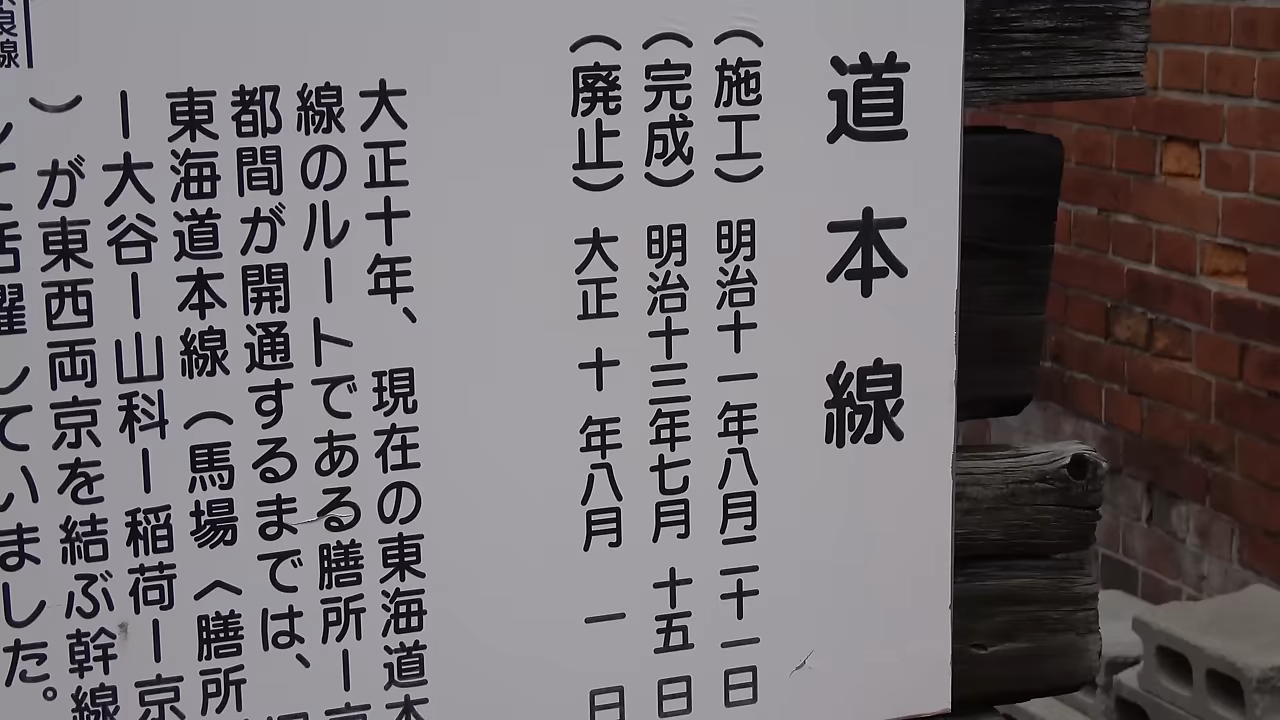 道本線
（施工）明治十一年八月二十一日
（完成）明治十三年七月十五日
（廃止）大正十年八月一日
大正十年、現在の東海道本
線のルートである膳所ー京
都間が開通するまでは、
東海道本線（馬場〈膳所
ー大谷ー山科ー稲荷ー京
）が東西両京を結ぶ幹線
して活躍していました。
良線